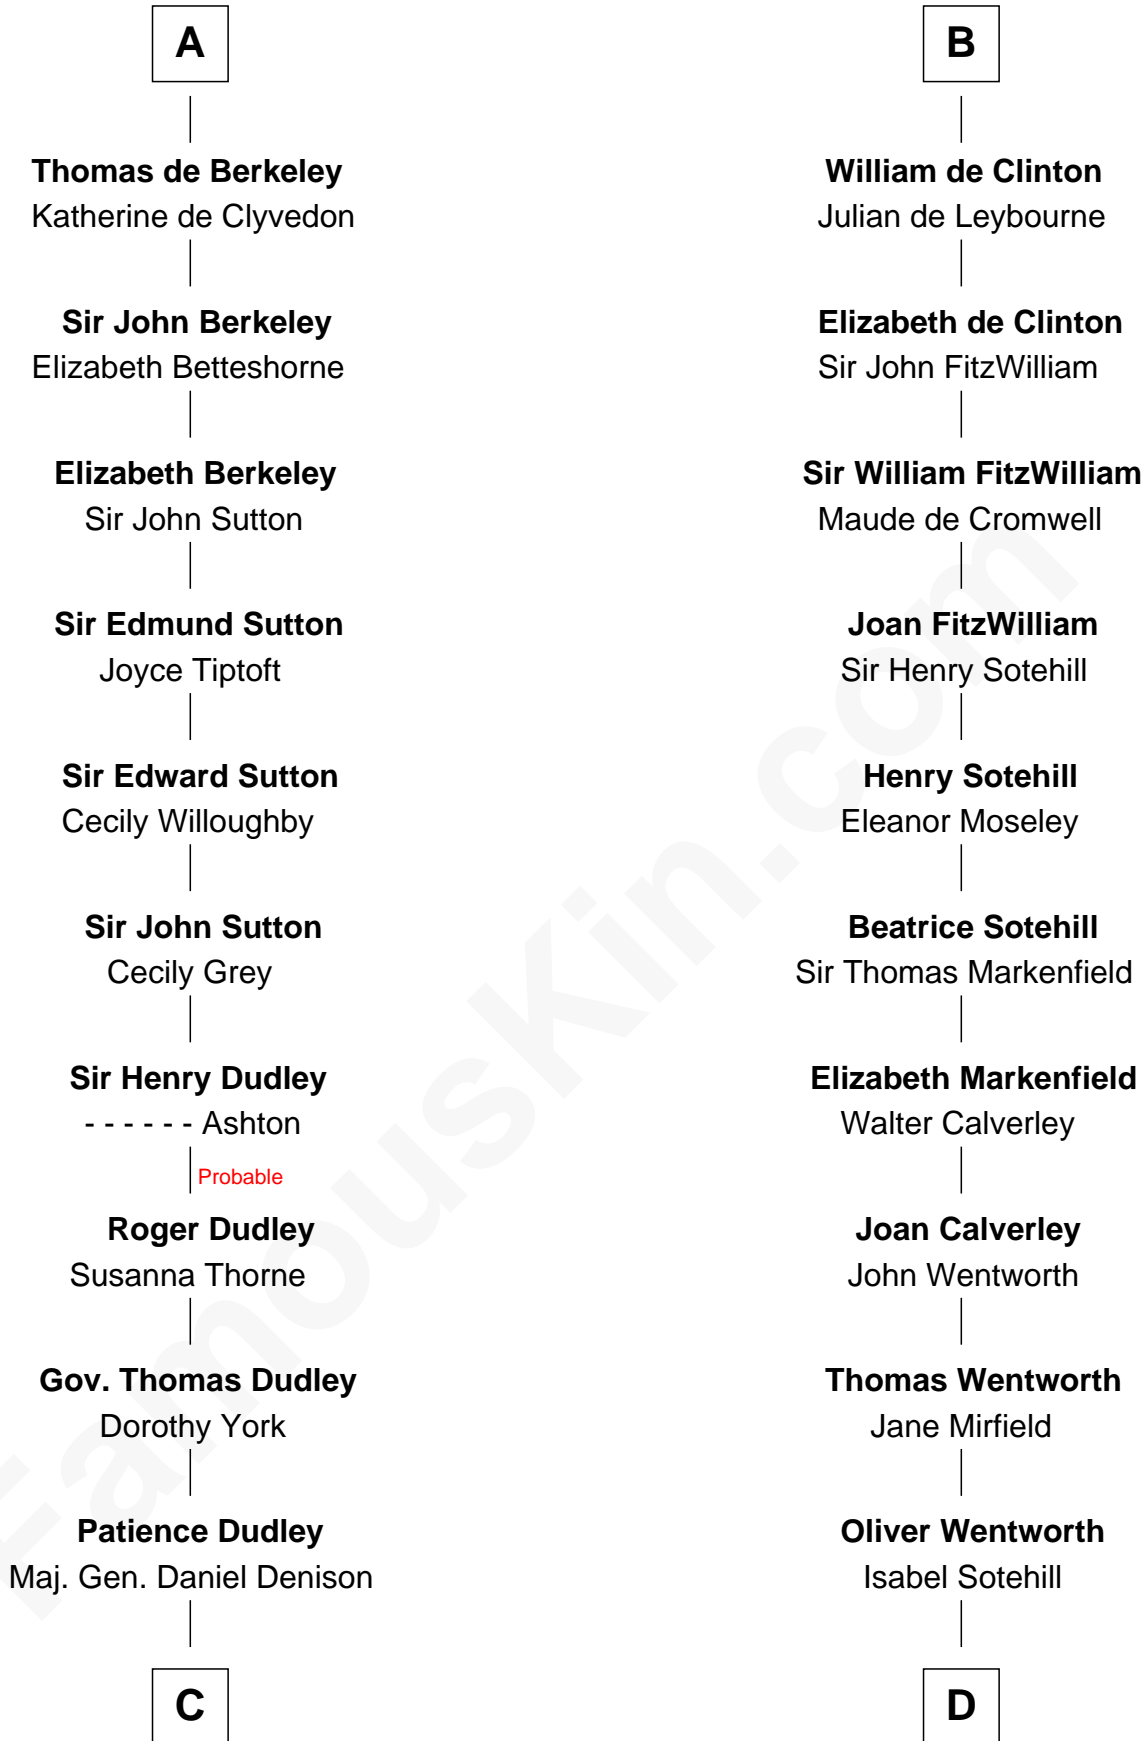 A
Thomas de Berkeley
Katherine de Clyvedon
Sir John Berkeley
Elizabeth Betteshorne
Elizabeth Berkeley
Sir John Sutton
Sir Edmund Sutton
Joyce Tiptoft
Sir Edward Sutton
Cecily Willoughby
Sir John Sutton
Cecily Grey
Sir Henry Dudley
- - - - - - Ashton
Probable
Roger Dudley
Susanna Thorne
Gov. Thomas Dudley
Dorothy York
Patience Dudley
Maj. Gen. Daniel Denison
C
B
William de Clinton
Julian de Leybourne
Elizabeth de Clinton
Sir John FitzWilliam
Sir William FitzWilliam
Maude de Cromwell
Joan FitzWilliam
Sir Henry Sotehill
Henry Sotehill
Eleanor Moseley
Beatrice Sotehill
Sir Thomas Markenfield
Elizabeth Markenfield
Walter Calverley
Joan Calverley
John Wentworth
Thomas Wentworth
Jane Mirfield
Oliver Wentworth
Isabel Sotehill
D
FamousKin.com